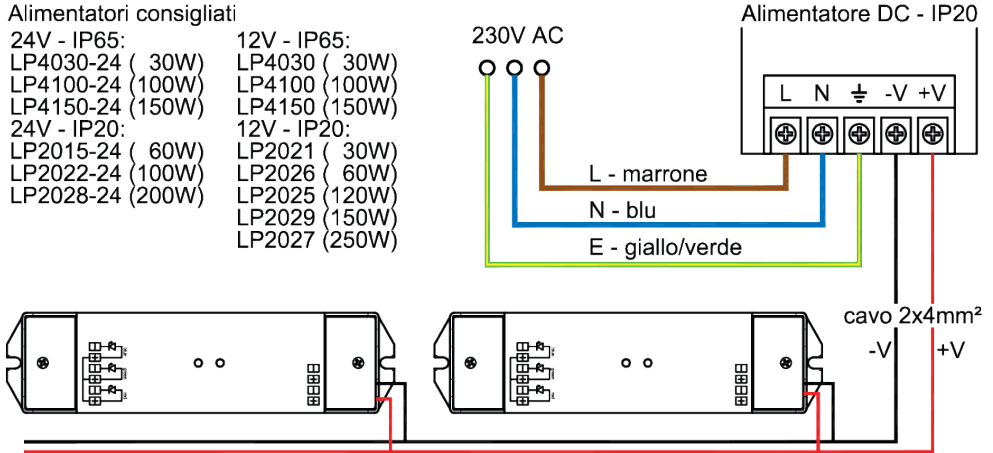 Alimentatori consigliati
24V - IP65:
LP4030-24 ( 30W)
LP4100-24 (100W)
LP4150-24 (150W)
24V - IP20:
LP2015-24 ( 60W)
LP2022-24 (100W)
LP2028-24 (200W)
12V - IP65:
LP4030 ( 30W)
LP4100 (100W)
LP4150 (150W)
12V - IP20:
LP2021 ( 30W)
LP2026 ( 60W)
LP2025 (120W)
LP2029 (150W)
LP2027 (250W)
230V AC
Alimentatore DC - IP20
L N -V +V
L - marrone
N - blu
E - giallo/verde
cavo 2x4mm²
-V +V